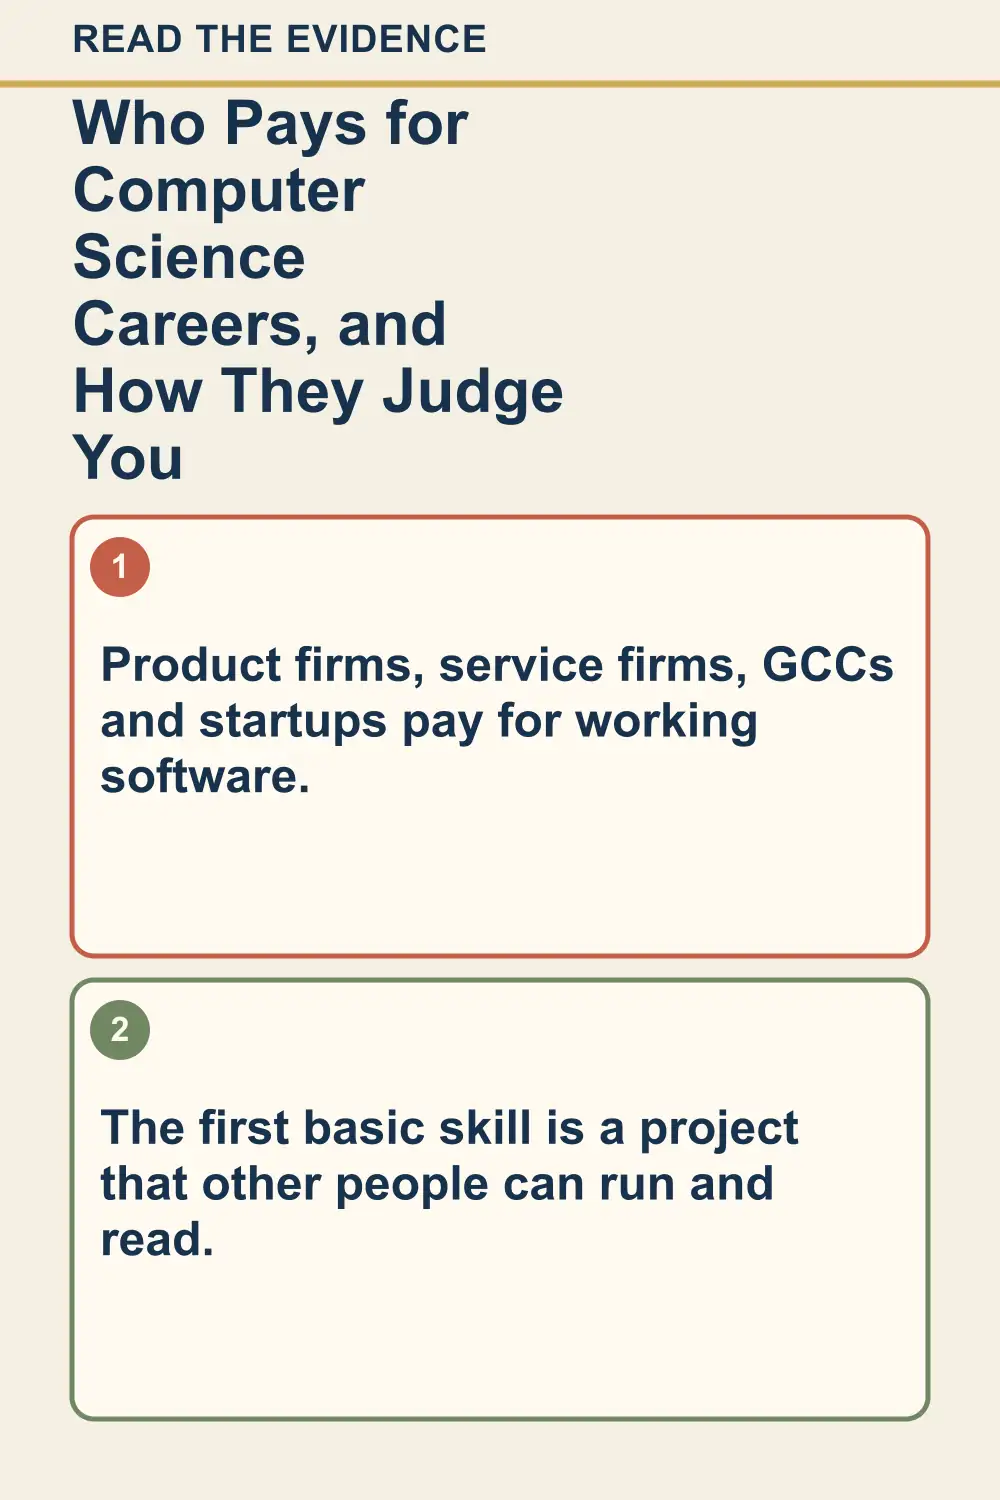 READ THE EVIDENCE
Who Pays for
Computer
Science
Careers, and
How They Judge
You
1
Product firms, service firms, GCCs
and startups pay for working
software.
2
The first basic skill is a project
that other people can run and
read.